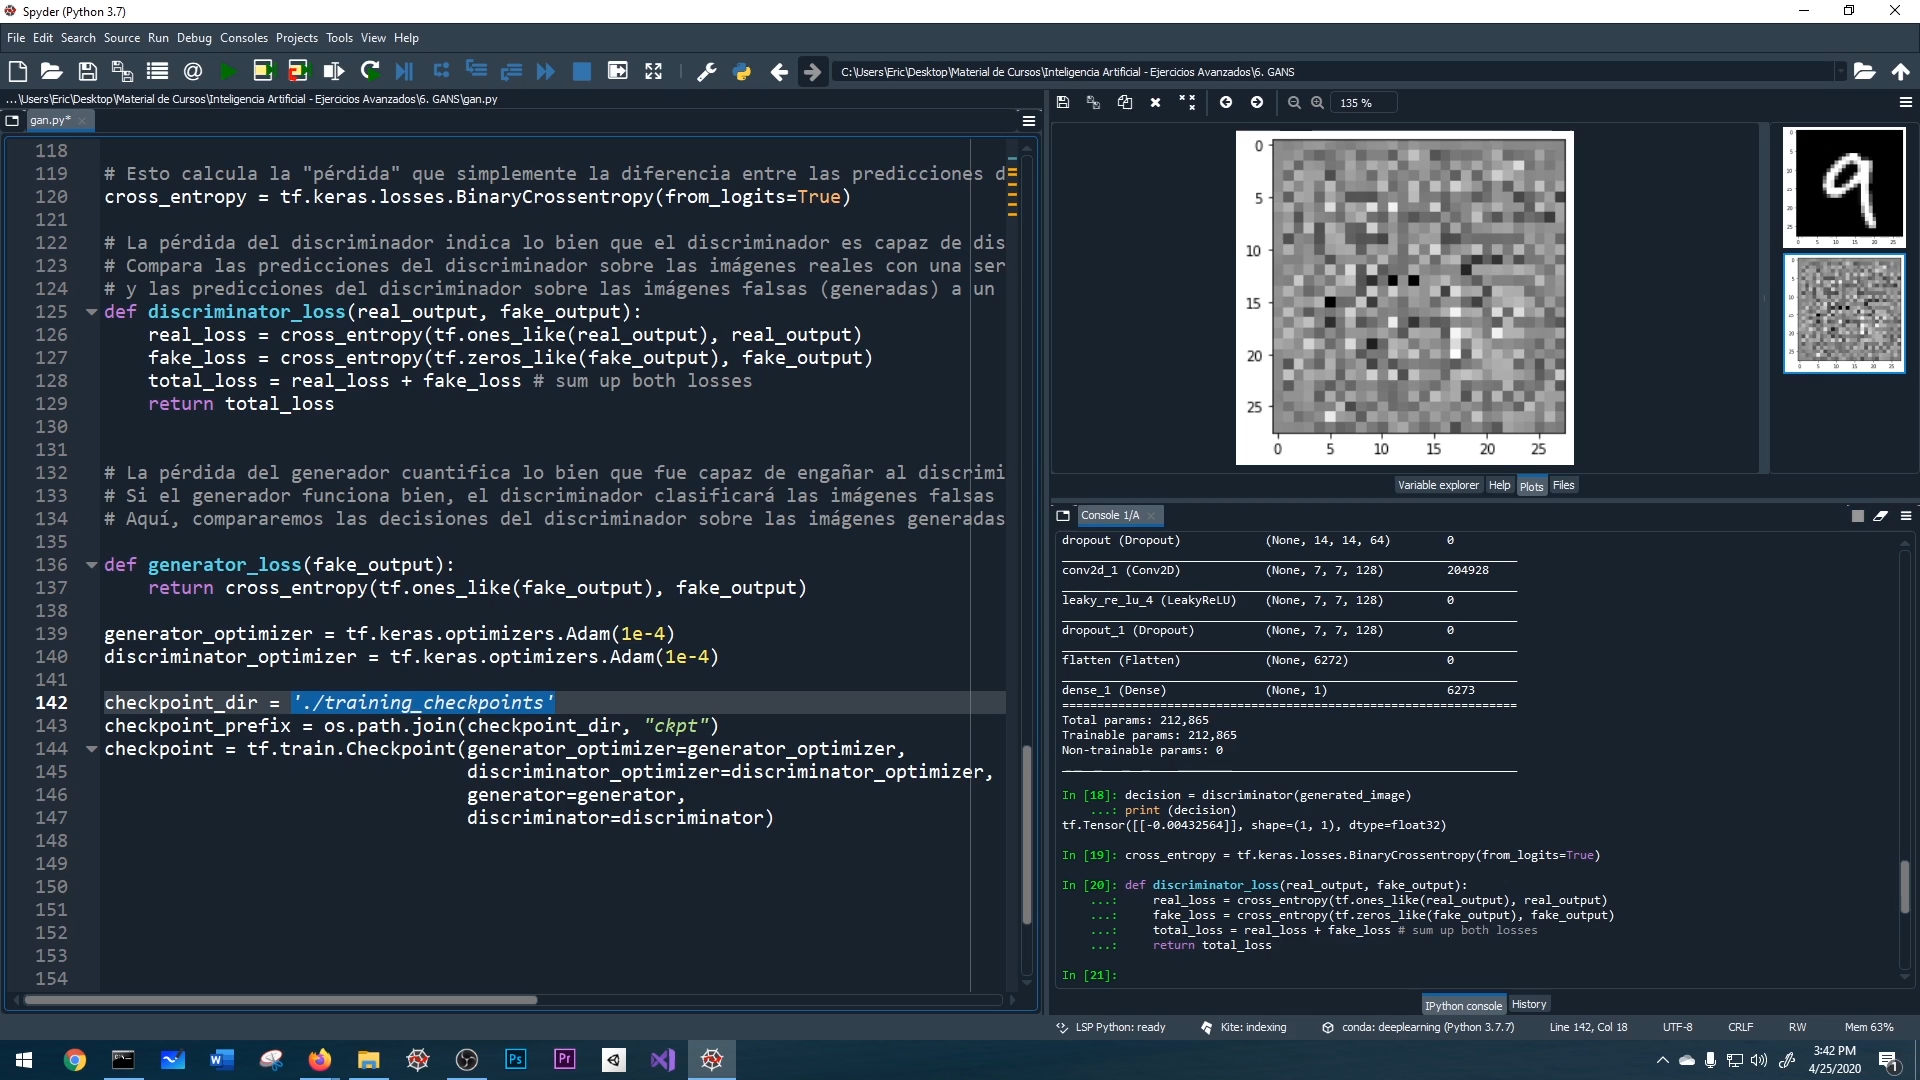 Spyder (Python 3.7)
File Edit Search Source Run Debug Consoles Projects Tools View Help
C:\Users\Eric\Desktop\Material de Cursos\Inteligencia Artificial - Ejercicios Avanzados\6. GANS
...\Users\Eric\Desktop\Material de Cursos\Inteligencia Artificial - Ejercicios Avanzados\6. GANS\gan.py
gan.py*
118
119 # Esto calcula la "pérdida" que simplemente la diferencia entre las predicciones d
120 cross_entropy = tf.keras.losses.BinaryCrossentropy(from_logits=True)
121
122 # La pérdida del discriminador indica lo bien que el discriminador es capaz de dis
123 # Compara las predicciones del discriminador sobre las imágenes reales con una ser
124 # y las predicciones del discriminador sobre las imágenes falsas (generadas) a un
125 def discriminator_loss(real_output, fake_output):
126 real_loss = cross_entropy(tf.ones_like(real_output), real_output)
127 fake_loss = cross_entropy(tf.zeros_like(fake_output), fake_output)
128 total_loss = real_loss + fake_loss # sum up both losses
129 return total_loss
130
131
132 # La pérdida del generador cuantifica lo bien que fue capaz de engañar al discrimi
133 # Si el generador funciona bien, el discriminador clasificará las imágenes falsas
134 # Aquí, compararemos las decisiones del discriminador sobre las imágenes generadas
135
136 def generator_loss(fake_output):
137 return cross_entropy(tf.ones_like(fake_output), fake_output)
138
139 generator_optimizer = tf.keras.optimizers.Adam(1e-4)
140 discriminator_optimizer = tf.keras.optimizers.Adam(1e-4)
141
142 checkpoint_dir = './training_checkpoints'
143 checkpoint_prefix = os.path.join(checkpoint_dir, "ckpt")
144 checkpoint = tf.train.Checkpoint(generator_optimizer=generator_optimizer,
145 discriminator_optimizer=discriminator_optimizer,
146 generator=generator,
147 discriminator=discriminator)
148
149
150
151
152
153
154
135 %
0
5
10
15
20
25
0 5 10 15 20 25
Variable explorer Help Plots Files
Console 1/A
dropout (Dropout) (None, 14, 14, 64) 0
conv2d_1 (Conv2D) (None, 7, 7, 128) 204928
leaky_re_lu_4 (LeakyReLU) (None, 7, 7, 128) 0
dropout_1 (Dropout) (None, 7, 7, 128) 0
flatten (Flatten) (None, 6272) 0
dense_1 (Dense) (None, 1) 6273
=================================================================
Total params: 212,865
Trainable params: 212,865
Non-trainable params: 0
In [18]: decision = discriminator(generated_image)
...: print (decision)
tf.Tensor([[-0.00432564]], shape=(1, 1), dtype=float32)
In [19]: cross_entropy = tf.keras.losses.BinaryCrossentropy(from_logits=True)
In [20]: def discriminator_loss(real_output, fake_output):
...: real_loss = cross_entropy(tf.ones_like(real_output), real_output)
...: fake_loss = cross_entropy(tf.zeros_like(fake_output), fake_output)
...: total_loss = real_loss + fake_loss # sum up both losses
...: return total_loss
In [21]:
IPython console History
LSP Python: ready Kite: indexing conda: deeplearning (Python 3.7.7) Line 142, Col 18 UTF-8 CRLF RW Mem 63%
Ps Pr
3:42 PM
4/25/2020
1